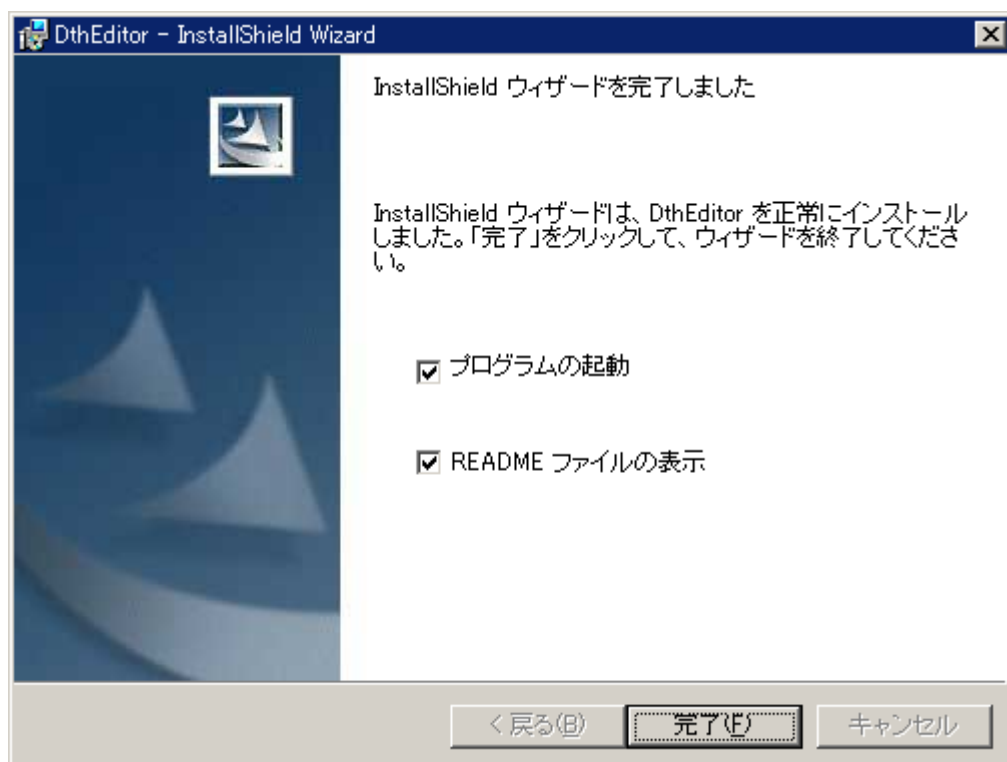 DthEditor - InstallShield Wizard
InstallShield ウィザードを完了しました
InstallShield ウィザードは、DthEditor を正常にインストール
しました。「完了」をクリックして、ウィザードを終了してくださ
い。
プログラムの起動
README ファイルの表示
< 戻る(B)
完了(F)
キャンセル